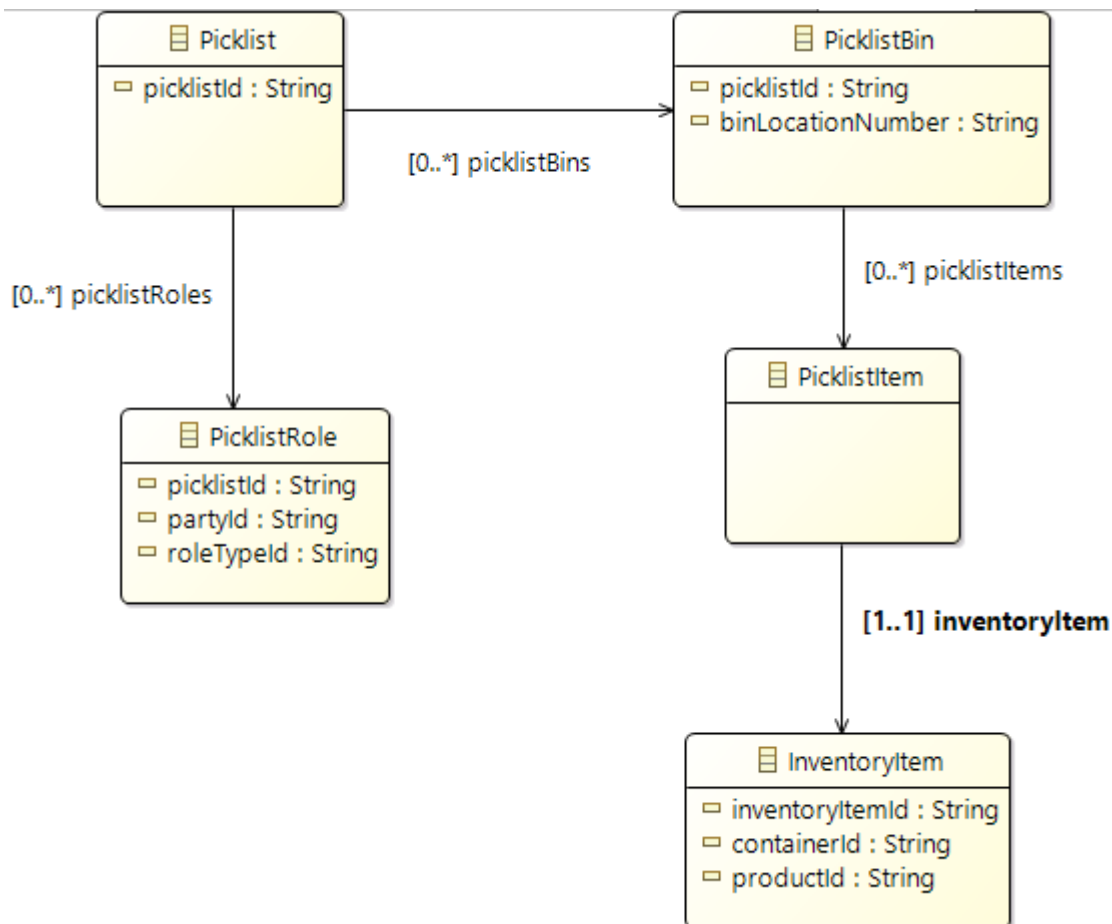 Picklist
picklistId : String
PicklistBin
picklistId : String
binLocationNumber : String
[0..*] picklistBins
[0..*] picklistRoles
[0..*] picklistItems
PicklistItem
PicklistRole
picklistId : String
partyId : String
roleTypeId : String
[1..1] inventoryItem
InventoryItem
inventoryItemId : String
containerId : String
productId : String